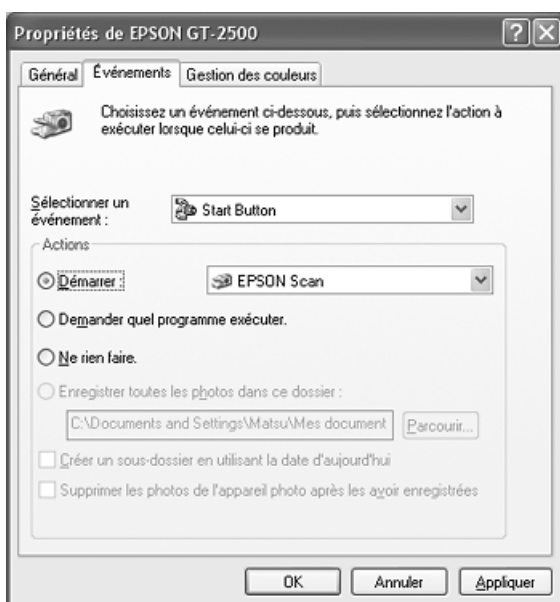 Propriétés de EPSON GT-2500
Général Événements Gestion des couleurs
Choisissez un événement ci-dessous, puis sélectionnez l'action à
exécuter lorsque celui-ci se produit.
Sélectionner un
événement :
Start Button
Actions
Démarrer :
EPSON Scan
Demander quel programme exécuter.
Ne rien faire.
Enregistrer toutes les photos dans ce dossier :
C:\Documents and Settings\Matsu\Mes document
Parcourir...
Créer un sous-dossier en utilisant la date d'aujourd'hui
Supprimer les photos de l'appareil photo après les avoir enregistrées
OK Annuler Appliquer